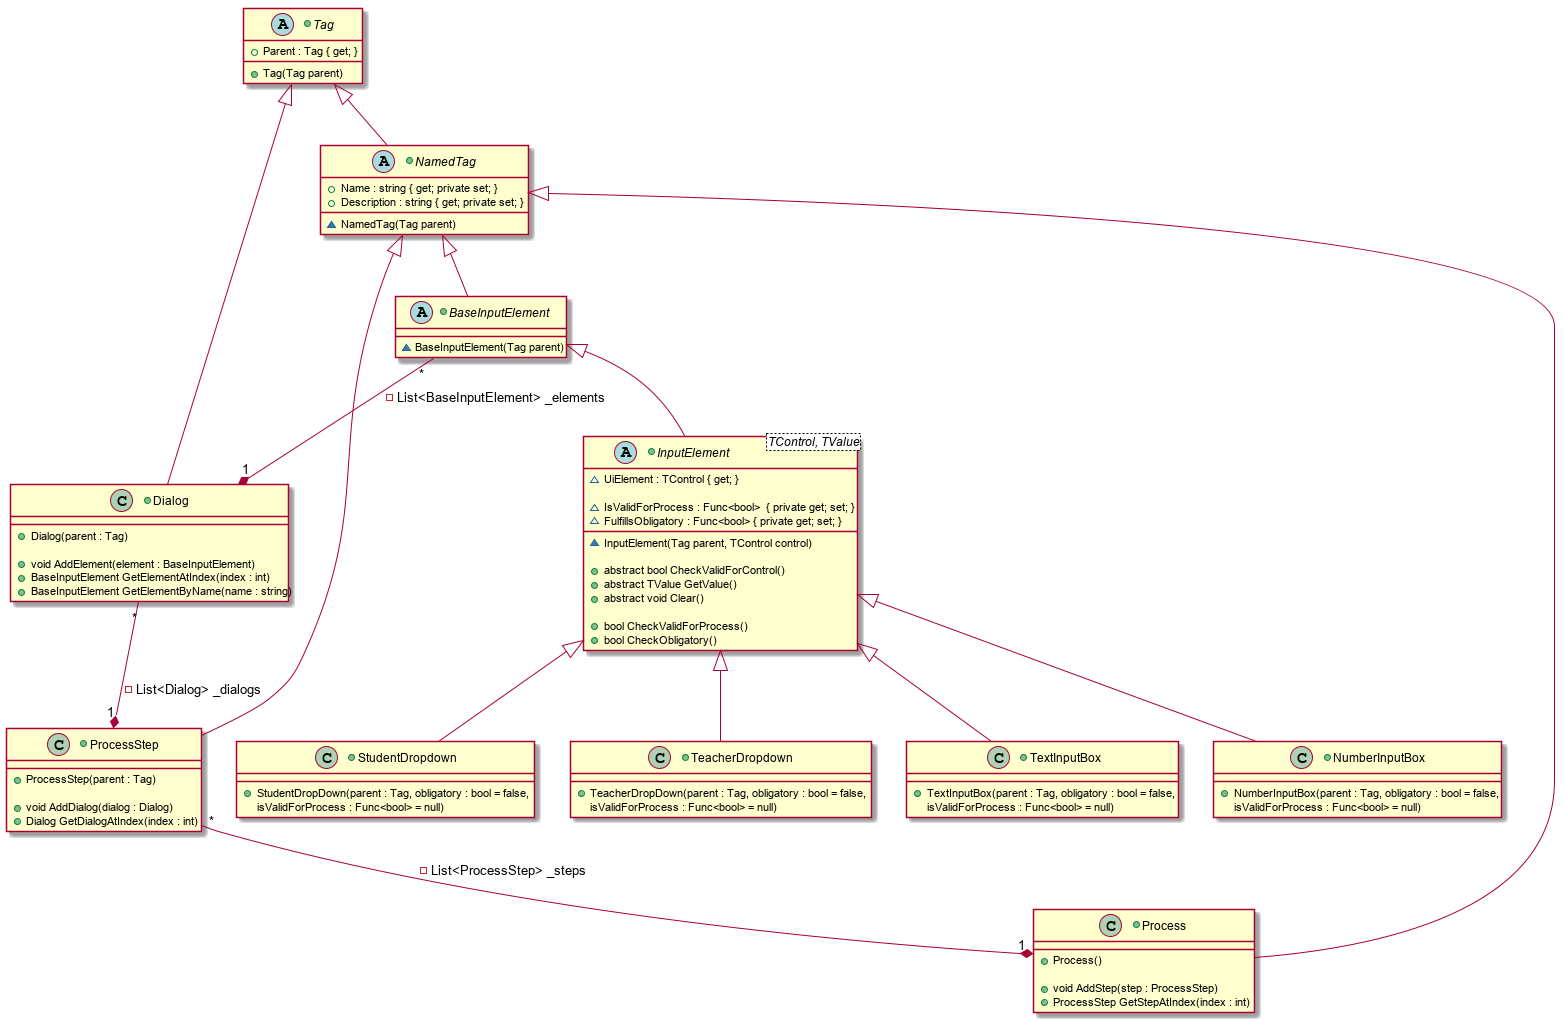 A Tag
Parent : Tag { get; }
Tag(Tag parent)
A NamedTag
Name : string { get; private set; }
Description : string { get; private set; }
NamedTag(Tag parent)
A BaseInputElement
BaseInputElement(Tag parent)
*
List<BaseInputElement> _elements
1
A InputElement
TControl, TValue
UiElement : TControl { get; }
IsValidForProcess : Func<bool>  { private get; set; }
FulfillsObligatory : Func<bool> { private get; set; }
InputElement(Tag parent, TControl control)
abstract bool CheckValidForControl()
abstract TValue GetValue()
abstract void Clear()
bool CheckValidForProcess()
bool CheckObligatory()
C Dialog
Dialog(parent : Tag)
void AddElement(element : BaseInputElement)
BaseInputElement GetElementAtIndex(index : int)
BaseInputElement GetElementByName(name : string)
*
List<Dialog> _dialogs
1
C ProcessStep
ProcessStep(parent : Tag)
void AddDialog(dialog : Dialog)
Dialog GetDialogAtIndex(index : int)
*
C StudentDropdown
StudentDropDown(parent : Tag, obligatory : bool = false,
isValidForProcess : Func<bool> = null)
C TeacherDropdown
TeacherDropDown(parent : Tag, obligatory : bool = false,
isValidForProcess : Func<bool> = null)
C TextInputBox
TextInputBox(parent : Tag, obligatory : bool = false,
isValidForProcess : Func<bool> = null)
C NumberInputBox
NumberInputBox(parent : Tag, obligatory : bool = false,
isValidForProcess : Func<bool> = null)
List<ProcessStep> _steps
1
C Process
Process()
void AddStep(step : ProcessStep)
ProcessStep GetStepAtIndex(index : int)